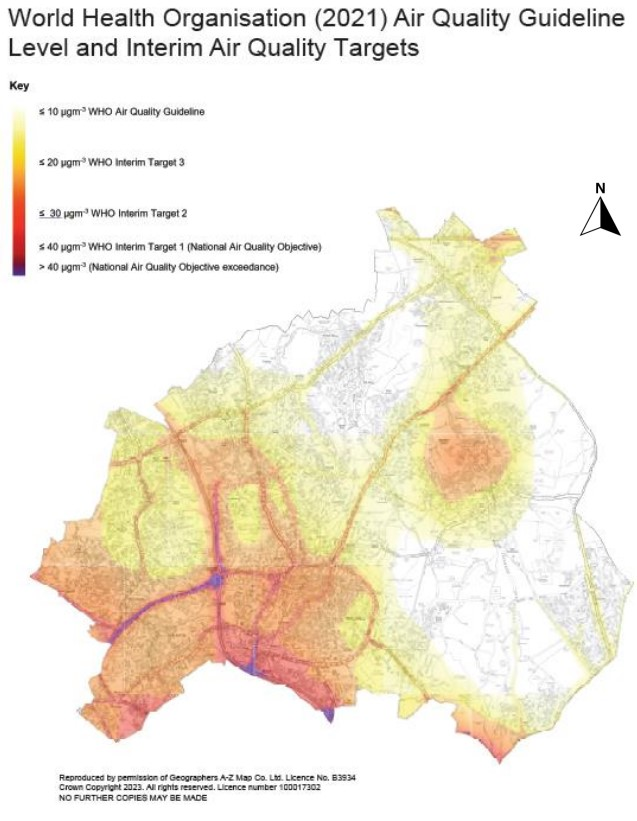 World Health Organisation (2021) Air Quality Guideline
Level and Interim Air Quality Targets
Key
≤ 10 µgm⁻³ WHO Air Quality Guideline
≤ 20 µgm⁻³ WHO Interim Target 3
≤ 30 µgm⁻³ WHO Interim Target 2
≤ 40 µgm⁻³ WHO Interim Target 1 (National Air Quality Objective)
> 40 µgm⁻³ (National Air Quality Objective exceedance)
N
Reproduced by permission of Geographers A-Z Map Co. Ltd. Licence No. B3934
Crown Copyright 2023. All rights reserved. Licence number 100017302
NO FURTHER COPIES MAY BE MADE